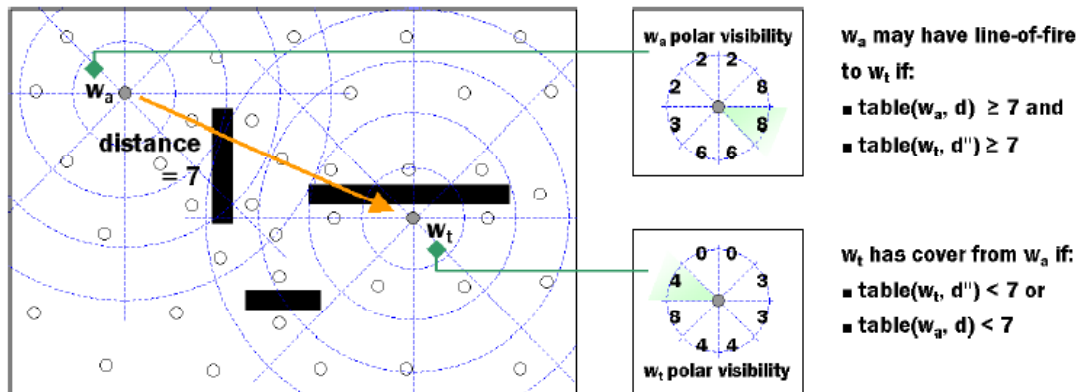 wa
distance
= 7
wt
wa polar visibility
2 2
2 8
3 8
6 6
0 0
4 3
8 3
4 4
wt polar visibility
wa may have line-of-fire
to wt if:
■ table(wa, d) ≥ 7 and
■ table(wt, d") ≥ 7
wt has cover from wa if:
■ table(wt, d") < 7 or
■ table(wa, d) < 7